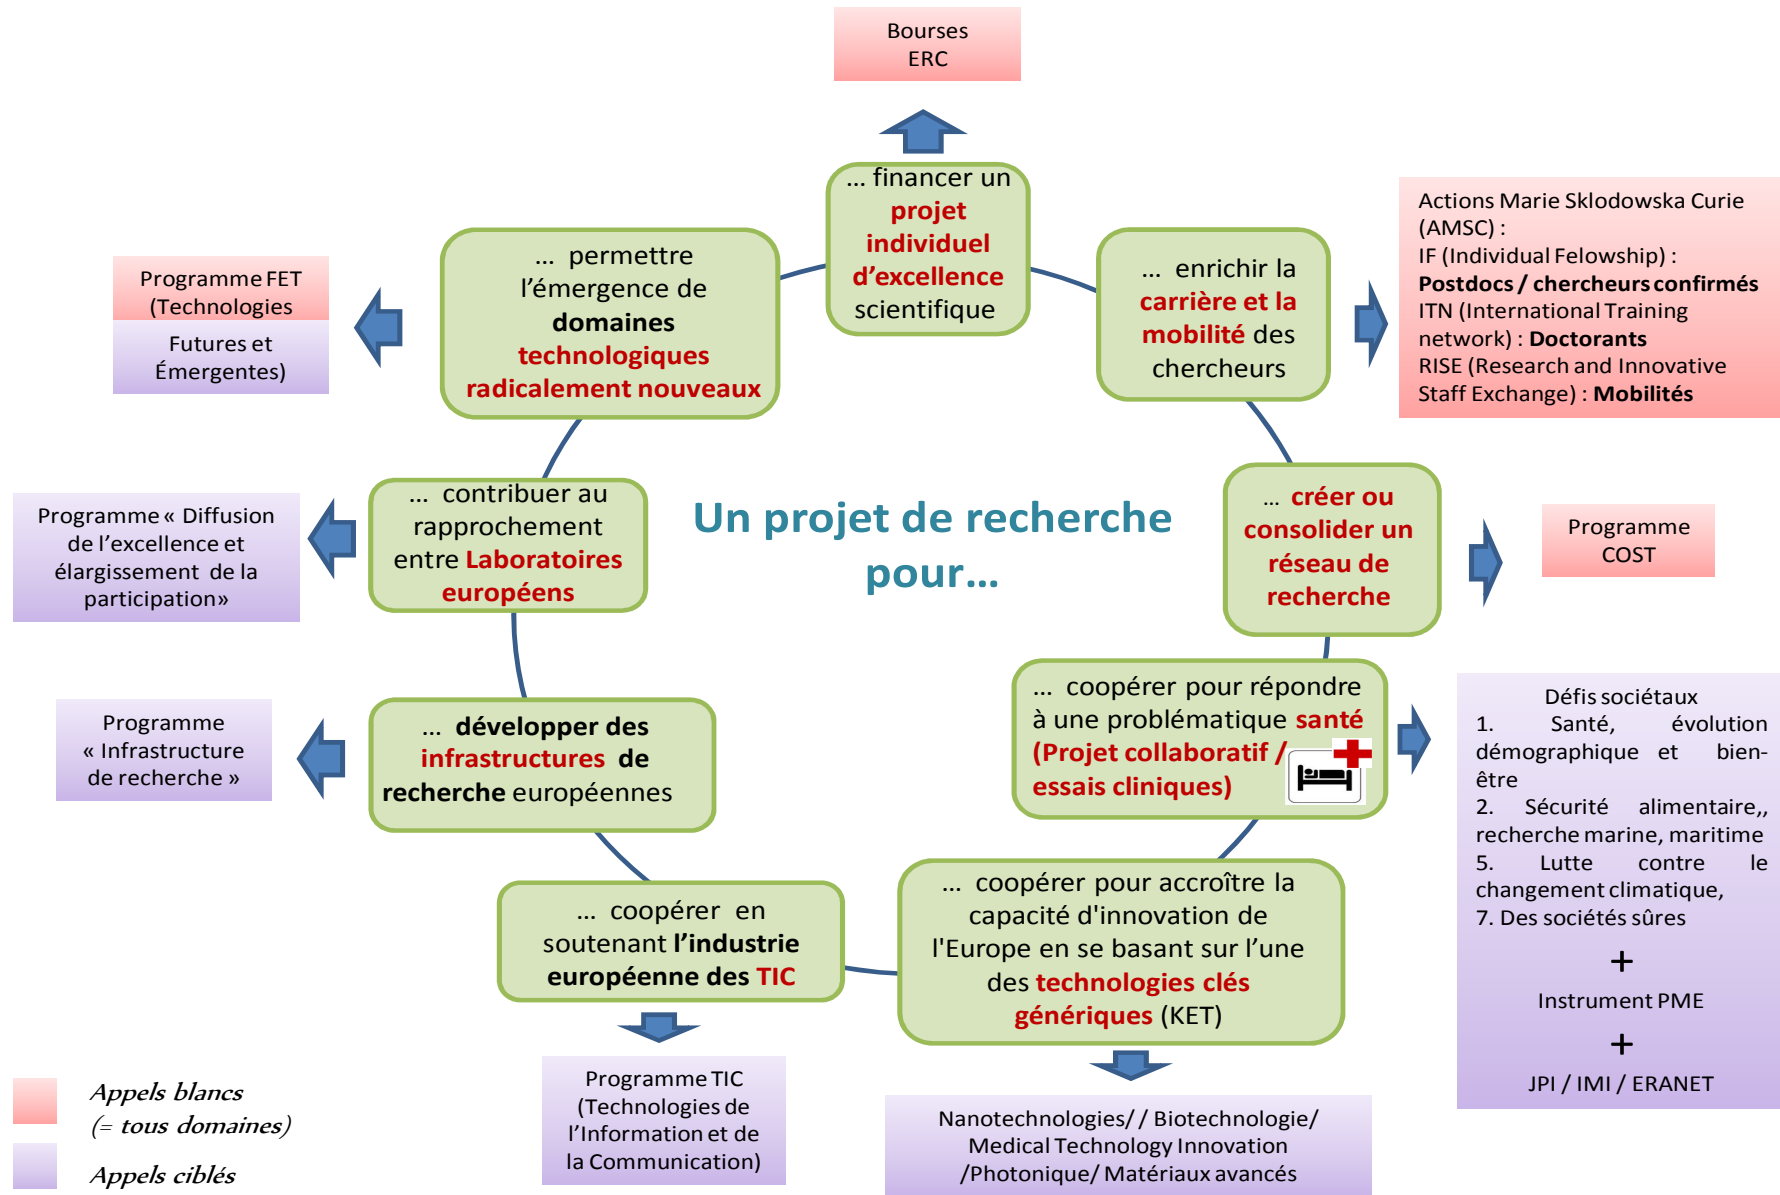 Bourses
ERC
... financer un
projet
individuel
d’excellence
scientifique
... enrichir la
carrière et la
mobilité des
chercheurs
Actions Marie Sklodowska Curie
(AMSC) :
IF (Individual Felowship) :
Postdocs / chercheurs confirmés
ITN (International Training
network) : Doctorants
RISE (Research and Innovative
Staff Exchange) : Mobilités
... permettre
l’émergence de
domaines
technologiques
radicalement nouveaux
Programme FET
(Technologies
Futures et
Émergentes)
Un projet de recherche
pour...
... créer ou
consolider un
réseau de
recherche
Programme
COST
... contribuer au
rapprochement
entre Laboratoires
européens
Programme « Diffusion
de l’excellence et
élargissement de la
participation»
... coopérer pour répondre
à une problématique santé
(Projet collaboratif /
essais cliniques)
Défis sociétaux
1. Santé, évolution
démographique et bien-
être
2. Sécurité alimentaire,,
recherche marine, maritime
5. Lutte contre le
changement climatique,
7. Des sociétés sûres
+
Instrument PME
+
JPI / IMI / ERANET
... développer des
infrastructures de
recherche européennes
Programme
« Infrastructure
de recherche »
... coopérer pour accroître la
capacité d'innovation de
l'Europe en se basant sur l’une
des technologies clés
génériques (KET)
Nanotechnologies/ / Biotechnologie/
Medical Technology Innovation
/Photonique/ Matériaux avancés
... coopérer en
soutenant l’industrie
européenne des TIC
Programme TIC
(Technologies de
l’Information et de
la Communication)
Appels blancs
(= tous domaines)
Appels ciblés